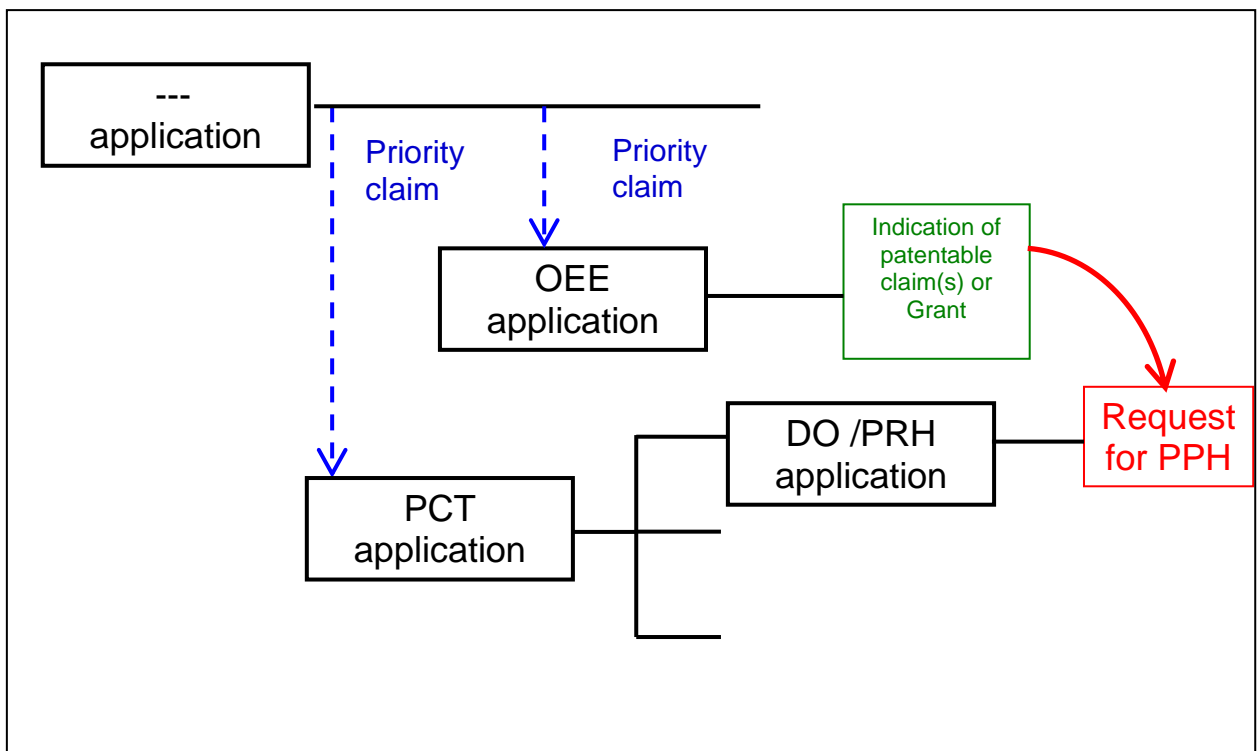 ---
application
Priority
claim
Priority
claim
Indication of
patentable
claim(s) or
Grant
OEE
application
DO /PRH
application
Request
for PPH
PCT
application